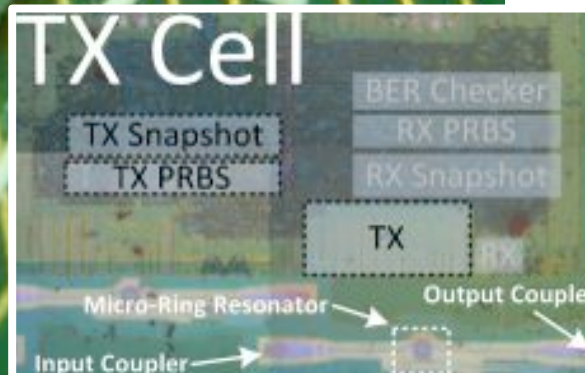 TX Cell
BER Checker
TX Snapshot
RX PRBS
TX PRBS
RX Snapshot
TX
RX
Micro-Ring Resonator
Output Couple
Input Coupler